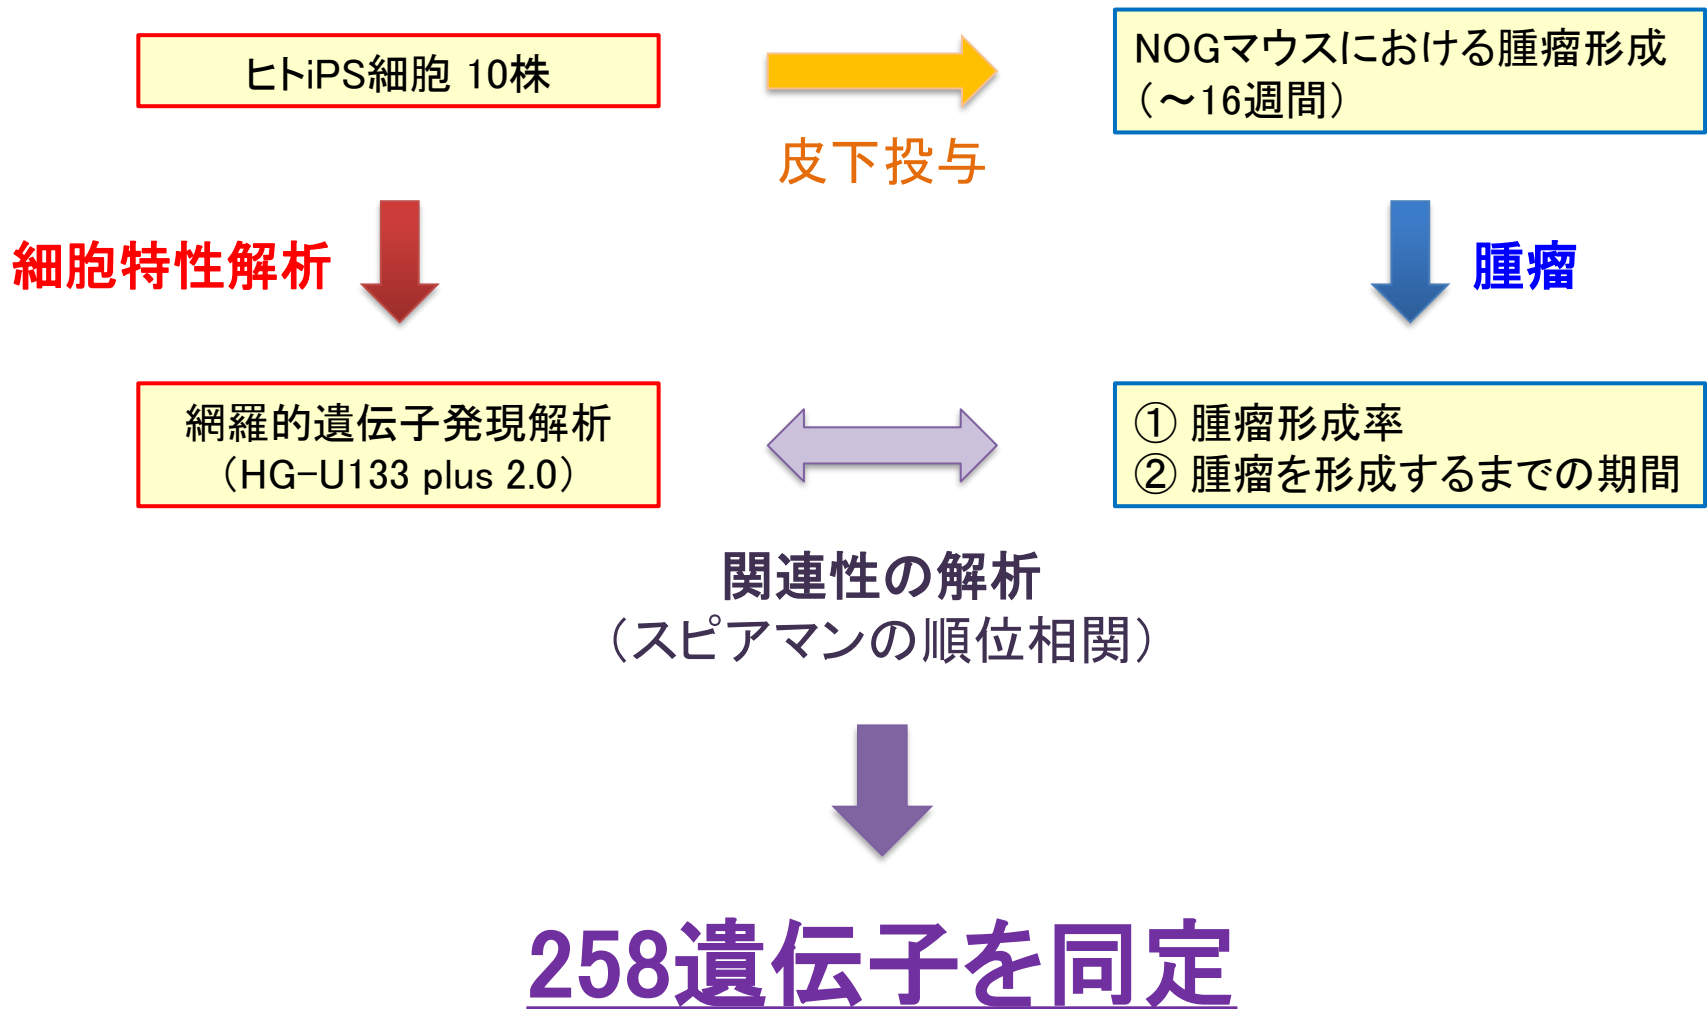 ヒトiPS細胞 10株
NOGマウスにおける腫瘤形成
（～16週間）
皮下投与
細胞特性解析
腫瘤
網羅的遺伝子発現解析
（HG-U133 plus 2.0）
① 腫瘤形成率
② 腫瘤を形成するまでの期間
関連性の解析
（スピアマンの順位相関）
258遺伝子を同定